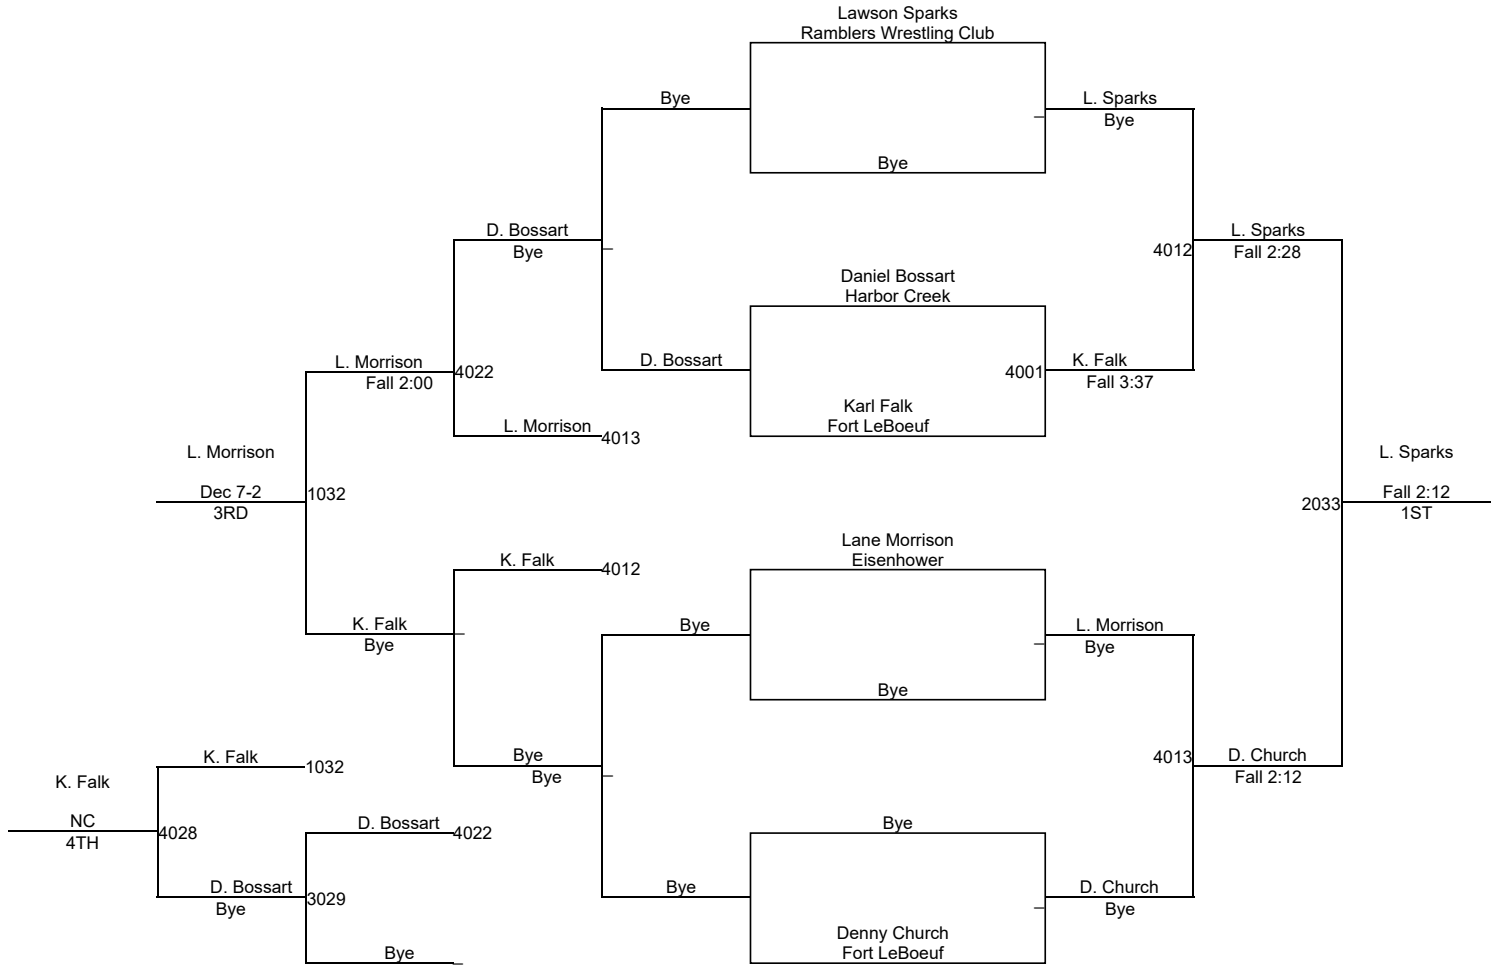 Lawson Sparks
Ramblers Wrestling Club
Bye
L. Sparks
Bye
Bye
D. Bossart
Bye
4012
L. Sparks
Fall 2:28
Daniel Bossart
Harbor Creek
L. Morrison
Fall 2:00
4022
D. Bossart
4001
K. Falk
Fall 3:37
Karl Falk
Fort LeBoeuf
L. Morrison
4013
L. Morrison
Dec 7-2
3RD
1032
L. Sparks
2033
Fall 2:12
1ST
Lane Morrison
Eisenhower
K. Falk
4012
K. Falk
Bye
Bye
L. Morrison
Bye
Bye
K. Falk
1032
Bye
Bye
4013
D. Church
Fall 2:12
K. Falk
NC
4TH
4028
D. Bossart
4022
Bye
D. Bossart
Bye
3029
Bye
D. Church
Bye
Denny Church
Fort LeBoeuf
Bye